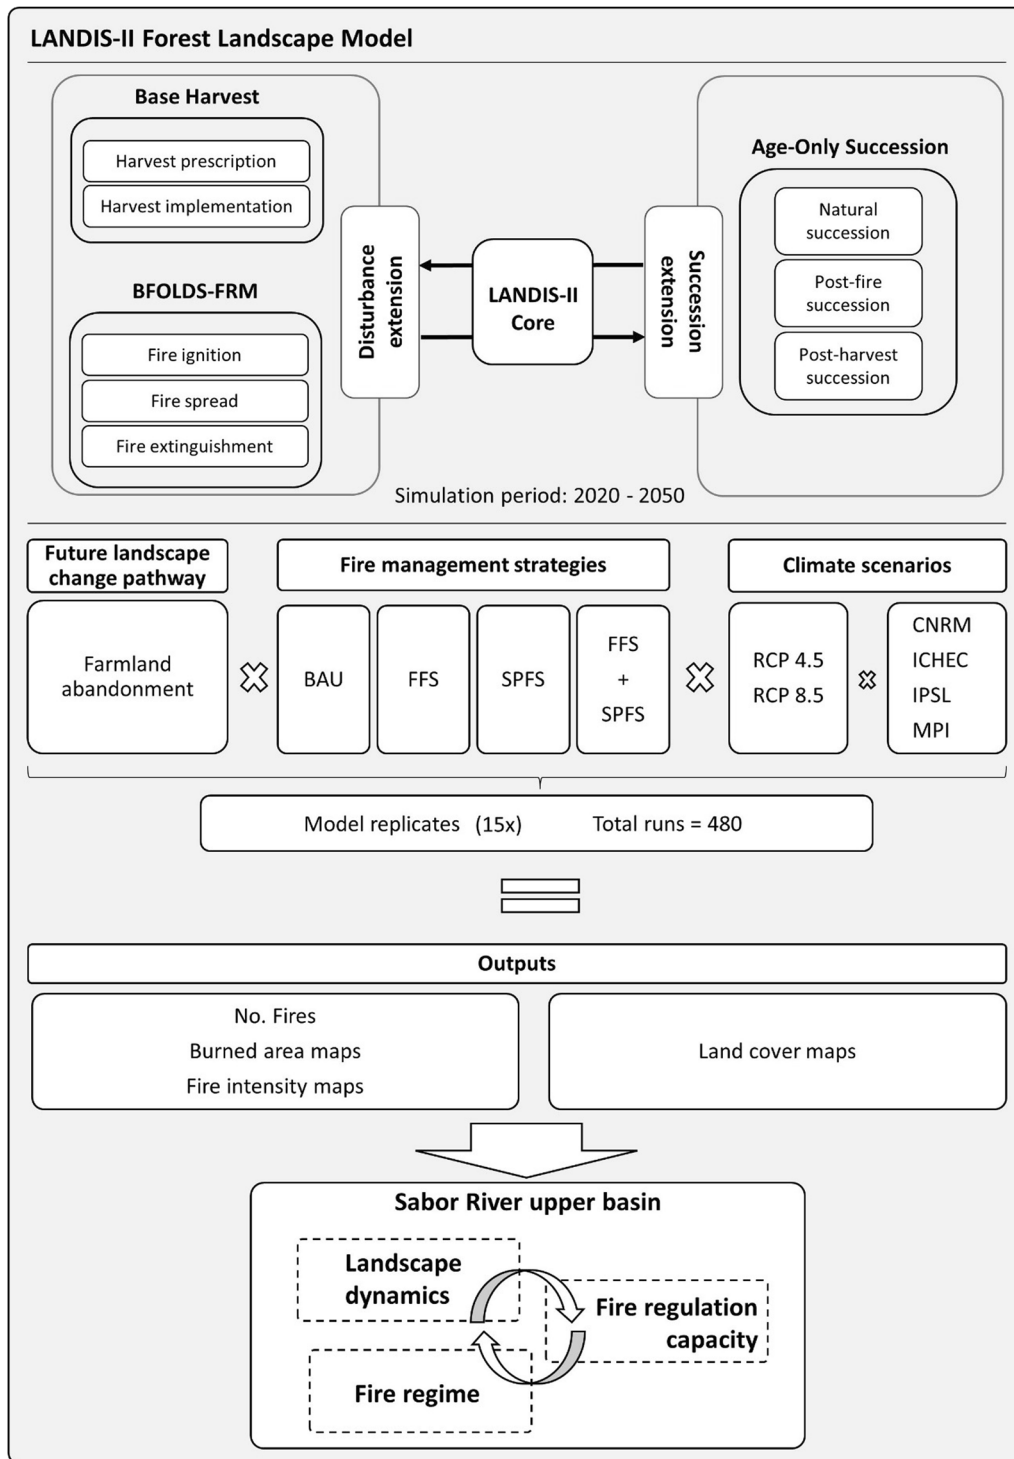 LANDIS-II Forest Landscape Model
Base Harvest
Harvest prescription
Harvest implementation
BFOLDS-FRM
Fire ignition
Fire spread
Fire extinguishment
Disturbance
extension
LANDIS-II
Core
Succession
extension
Age-Only Succession
Natural
succession
Post-fire
succession
Post-harvest
succession
Simulation period: 2020 - 2050
Future landscape
change pathway
Farmland
abandonment
Fire management strategies
BAU
FFS
SPFS
FFS
+
SPFS
Climate scenarios
RCP 4.5
RCP 8.5
CNRM
ICHEC
IPSL
MPI
Model replicates (15x) Total runs = 480
Outputs
No. Fires
Burned area maps
Fire intensity maps
Land cover maps
Sabor River upper basin
Landscape
dynamics
Fire regulation
capacity
Fire regime